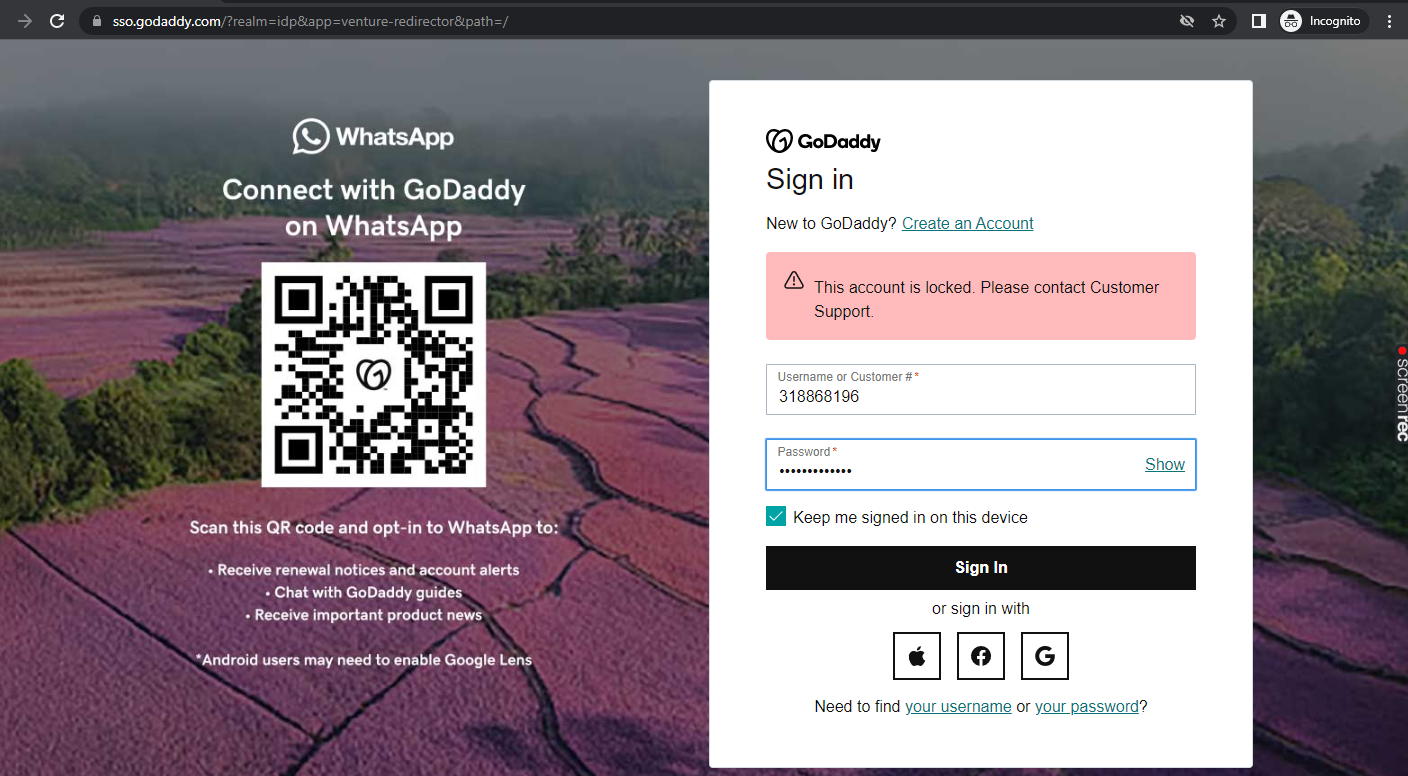 sso.godaddy.com/?realm=idp&app=venture-redirector&path=/
Incognito
WhatsApp
Connect with GoDaddy
on WhatsApp
Scan this QR code and opt-in to WhatsApp to:
• Receive renewal notices and account alerts
• Chat with GoDaddy guides
• Receive important product news
*Android users may need to enable Google Lens
GoDaddy
Sign in
New to GoDaddy? Create an Account
This account is locked. Please contact Customer
Support.
Username or Customer # *
318868196
Password *
•••••••••••••
Show
Keep me signed in on this device
Sign In
or sign in with
Need to find your username or your password?
screenrec